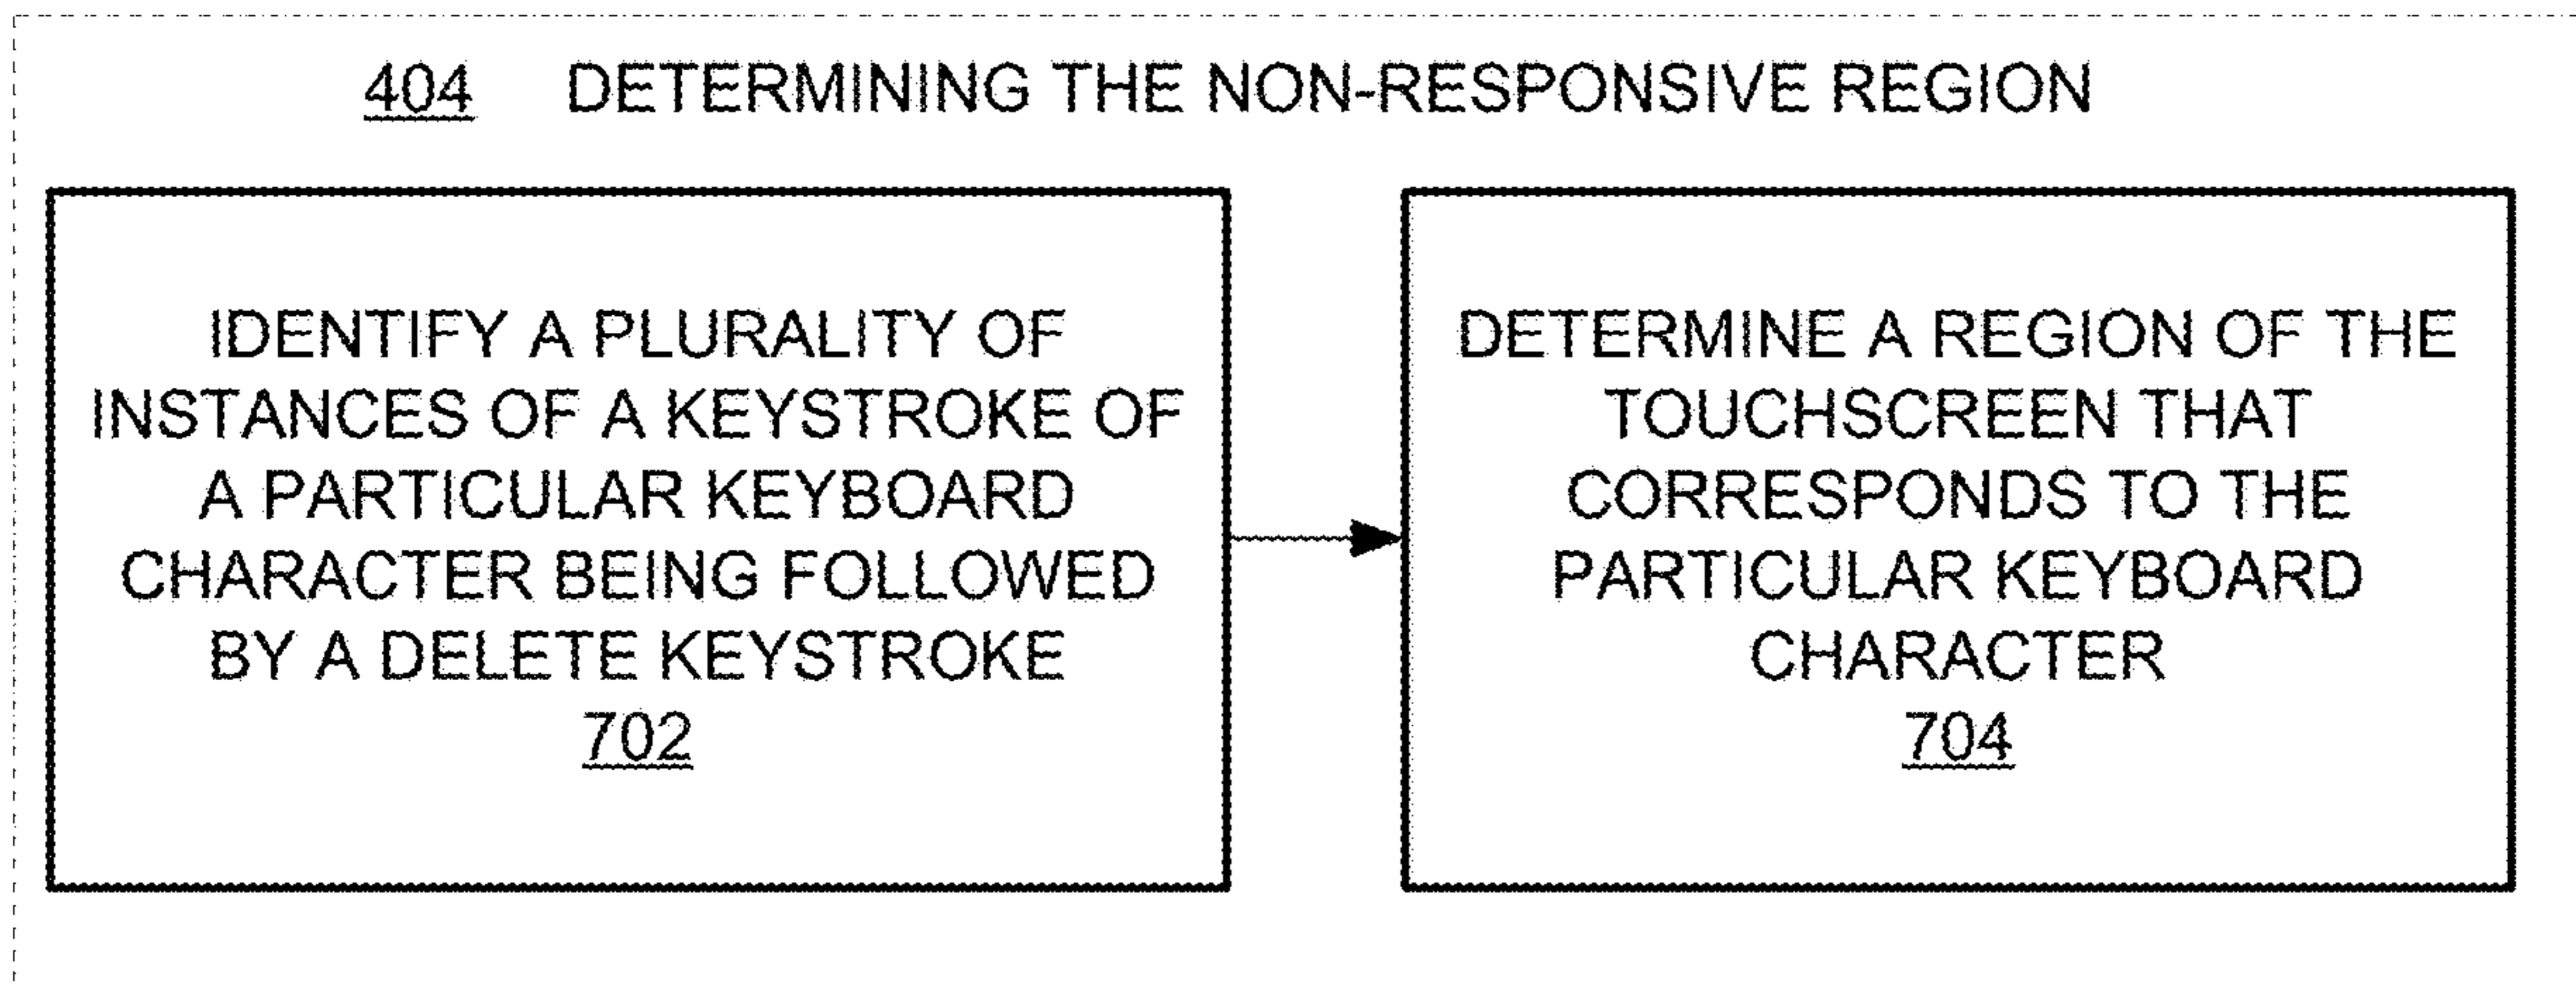 404 DETERMINING THE NON-RESPONSIVE REGION
IDENTIFY A PLURALITY OF
INSTANCES OF A KEYSTROKE OF
A PARTICULAR KEYBOARD
CHARACTER BEING FOLLOWED
BY A DELETE KEYSTROKE
702
DETERMINE A REGION OF THE
TOUCHSCREEN THAT
CORRESPONDS TO THE
PARTICULAR KEYBOARD
CHARACTER
704